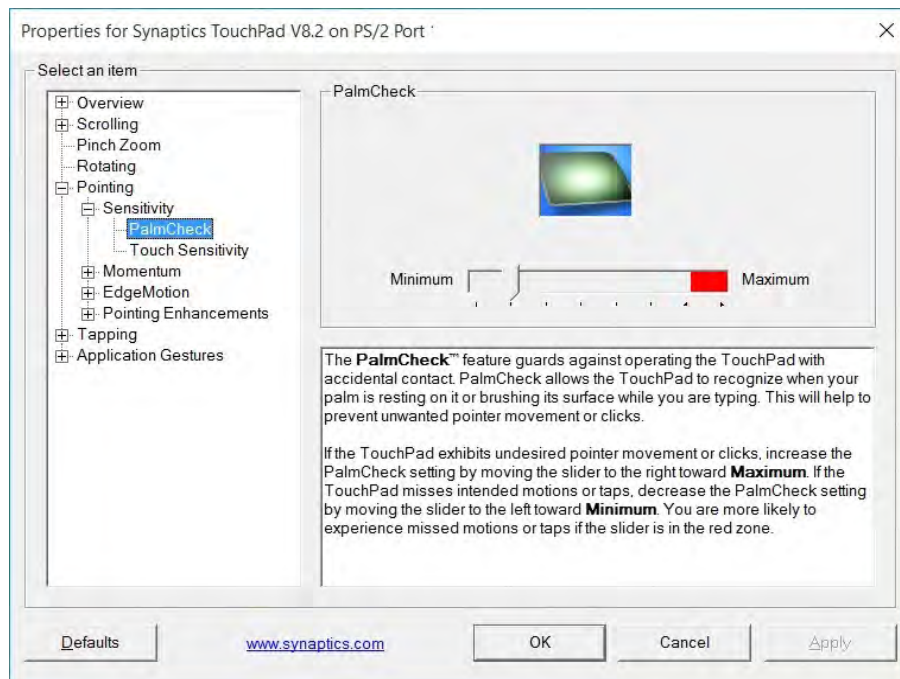 Properties for Synaptics TouchPad V8.2 on PS/2 Port
Select an item
Overview
Scrolling
Pinch Zoom
Rotating
Pointing
Sensitivity
PalmCheck
Touch Sensitivity
Momentum
EdgeMotion
Pointing Enhancements
Tapping
Application Gestures
PalmCheck
Minimum
Maximum
The PalmCheck™ feature guards against operating the TouchPad with
accidental contact. PalmCheck allows the TouchPad to recognize when your
palm is resting on it or brushing its surface while you are typing. This will help to
prevent unwanted pointer movement or clicks.
If the TouchPad exhibits undesired pointer movement or clicks, increase the
PalmCheck setting by moving the slider to the right toward Maximum. If the
TouchPad misses intended motions or taps, decrease the PalmCheck setting
by moving the slider to the left toward Minimum. You are more likely to
experience missed motions or taps if the slider is in the red zone.
Defaults
www.synaptics.com
OK
Cancel
Apply